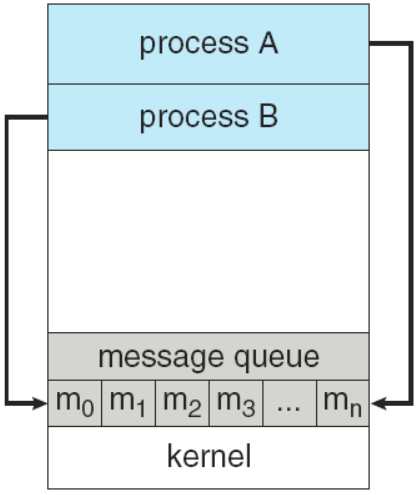 process A
process B
message queue
m₀ m₁ m₂ m₃ ... mₙ
kernel